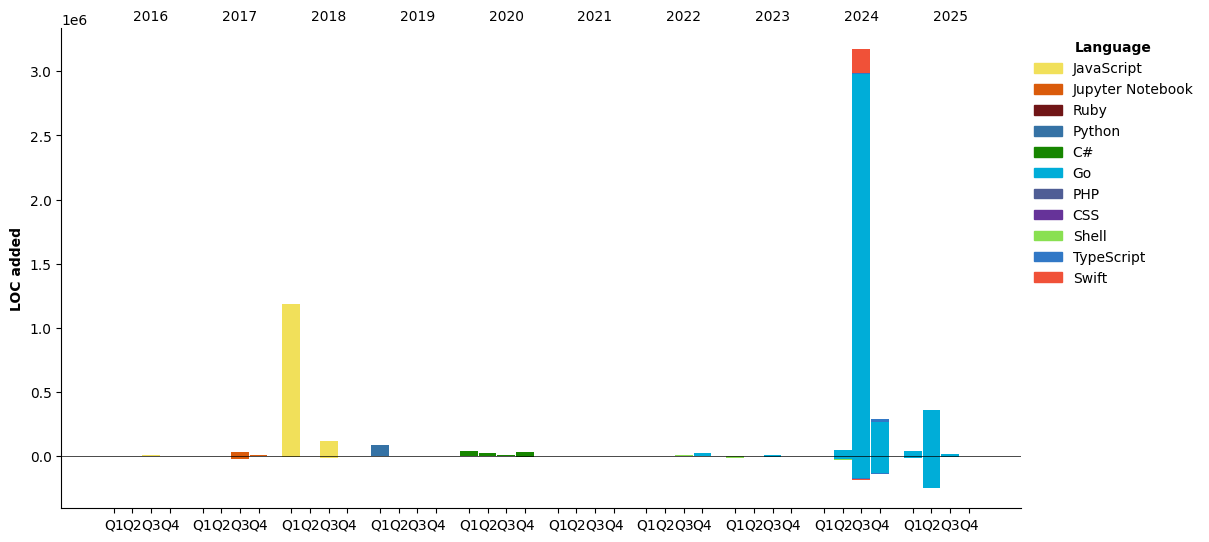 2016 2017 2018 2019 2020 2021 2022 2023 2024 2025
1e6
Language
JavaScript
Jupyter Notebook
Ruby
Python
C#
Go
PHP
CSS
Shell
TypeScript
Swift
LOC added
3.0
2.5
2.0
1.5
1.0
0.5
0.0
Q1Q2Q3Q4 Q1Q2Q3Q4 Q1Q2Q3Q4 Q1Q2Q3Q4 Q1Q2Q3Q4 Q1Q2Q3Q4 Q1Q2Q3Q4 Q1Q2Q3Q4 Q1Q2Q3Q4 Q1Q2Q3Q4